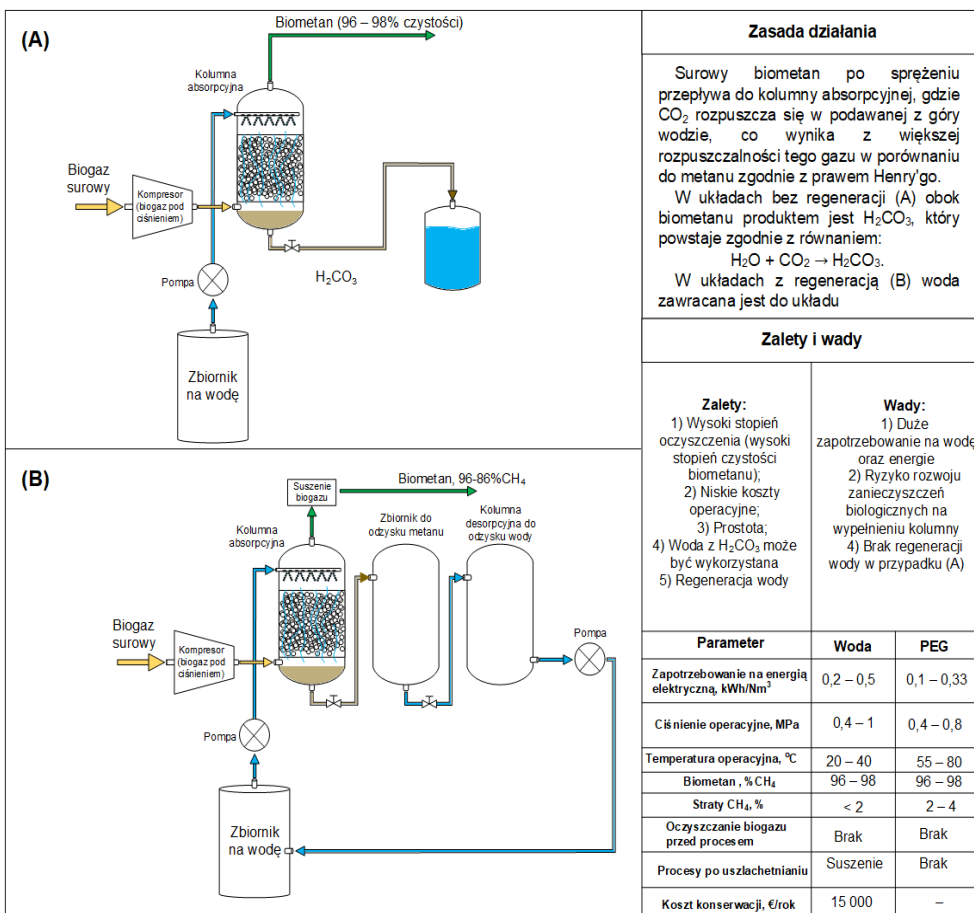 (A)
Biometan (96 – 98% czystości)
Kolumna
absorpcyjna
Biogaz
surowy
Kompresor
(biogaz pod
ciśnieniem)
Pompa
H₂CO₃
Zbiornik
na wodę
(B)
Suszenie
biogazu
Biometan, 96-86%CH₄
Kolumna
absorpcyjna
Zbiornik do
odzysku metanu
Kolumna
desorpcyjna do
odzysku wody
Biogaz
surowy
Kompresor
(biogaz pod
ciśnieniem)
Pompa
Pompa
Zbiornik
na wodę
Zasada działania
Surowy biometan po sprężeniu
przepływa do kolumny absorpcyjnej, gdzie
CO₂ rozpuszcza się w podawanej z góry
wodzie, co wynika z większej
rozpuszczalności tego gazu w porównaniu
do metanu zgodnie z prawem Henry'go.
W układach bez regeneracji (A) obok
biometanu produktem jest H₂CO₃, który
powstaje zgodnie z równaniem:
H₂O + CO₂ → H₂CO₃.
W układach z regeneracją (B) woda
zawracana jest do układu
Zalety i wady
Zalety:
1) Wysoki stopień
oczyszczenia (wysoki
stopień czystości
biometanu);
2) Niskie koszty
operacyjne;
3) Prostota;
4) Woda z H₂CO₃ może
być wykorzystana
5) Regeneracja wody
Wady:
1) Duże
zapotrzebowanie na wodę
oraz energie
2) Ryzyko rozwoju
zanieczyszczeń
biologicznych na
wypełnieniu kolumny
4) Brak regeneracji
wody w przypadku (A)
Parameter Woda PEG
Zapotrzebowanie na energią
elektryczną, kWh/Nm³ 0,2 – 0,5 0,1 – 0,33
Ciśnienie operacyjne, MPa 0,4 – 1 0,4 – 0,8
Temperatura operacyjna, ⁰C 20 – 40 55 – 80
Biometan , %CH₄ 96 – 98 96 – 98
Straty CH₄, % < 2 2 – 4
Oczyszczanie biogazu
przed procesem Brak Brak
Procesy po uszlachetnianiu Suszenie Brak
Koszt konserwacji, €/rok 15 000 –